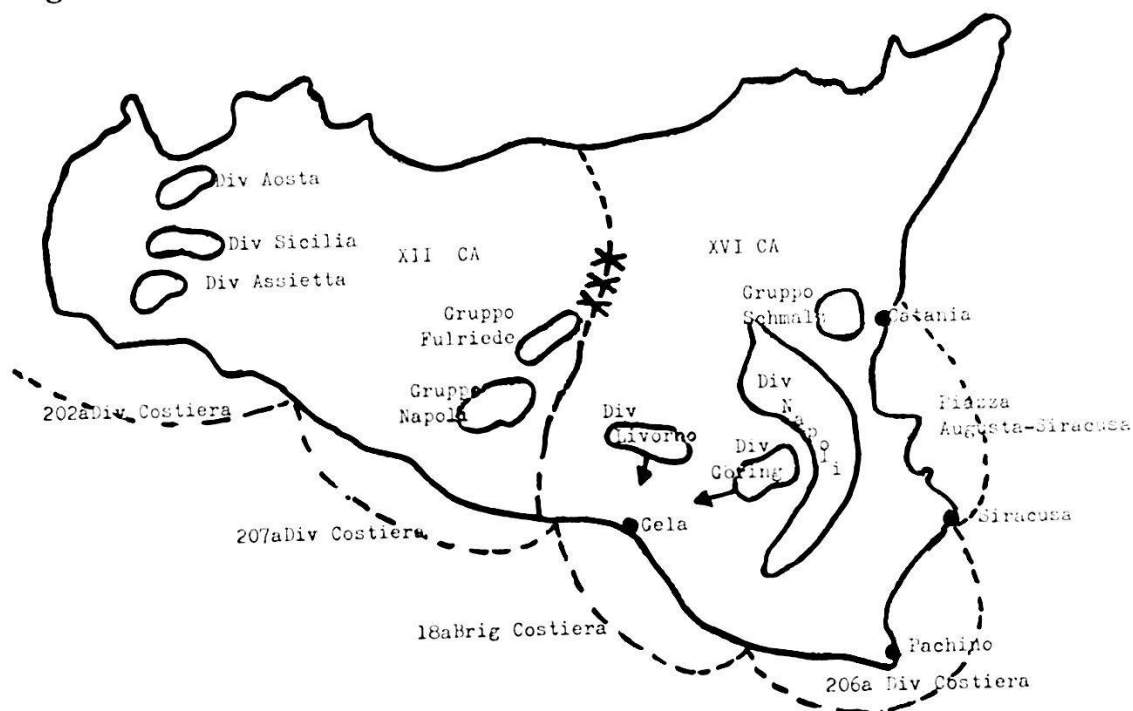 Div Aosta
Div Sicilia
Div Assietta
XII CA
XVI CA
Gruppo
Fulriede
Gruppo
Napola
Gruppo
Schmalz
Catania
Div
Napoli
Div
Livorno
Div
Goring
Piazza
Augusta-Siracusa
202aDiv Costiera
207aDiv Costiera
Gela
Siracusa
18aBrig Costiera
Pachino
206a Div Costiera